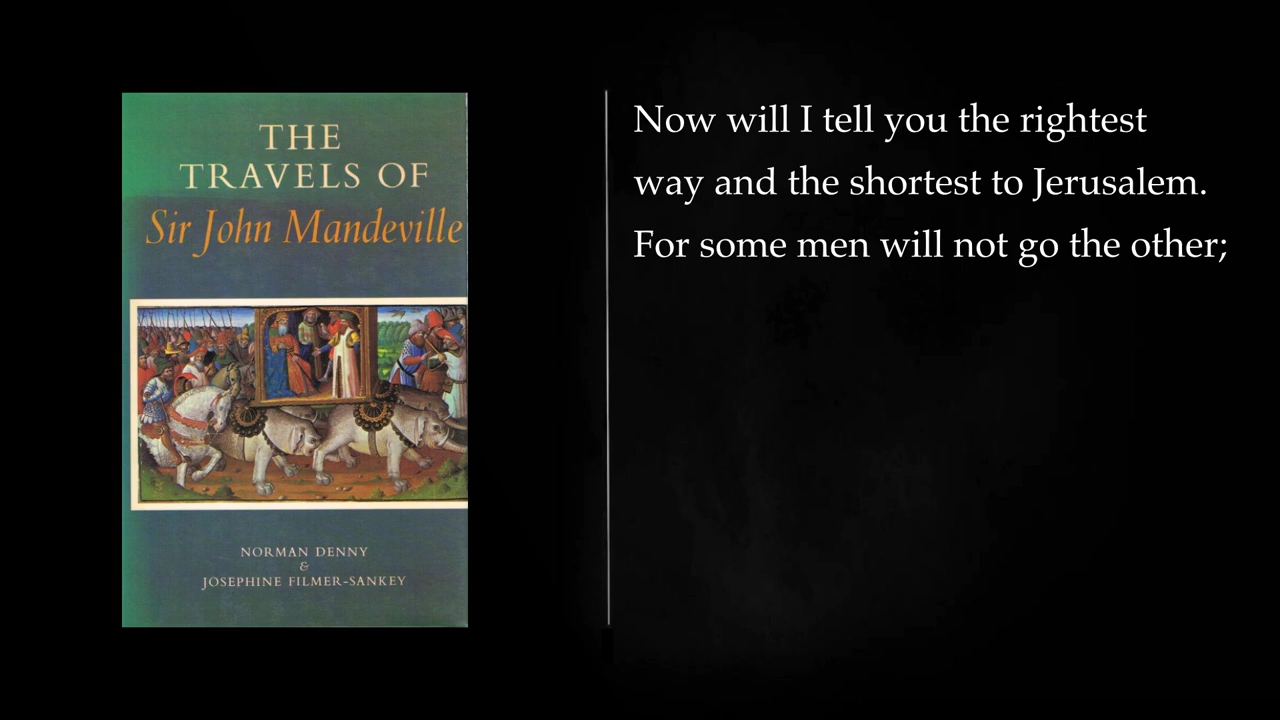 THE
TRAVELS OF
Sir John Mandeville
NORMAN DENNY
&
JOSEPHINE FILMER-SANKEY
Now will I tell you the rightest
way and the shortest to Jerusalem.
For some men will not go the other;